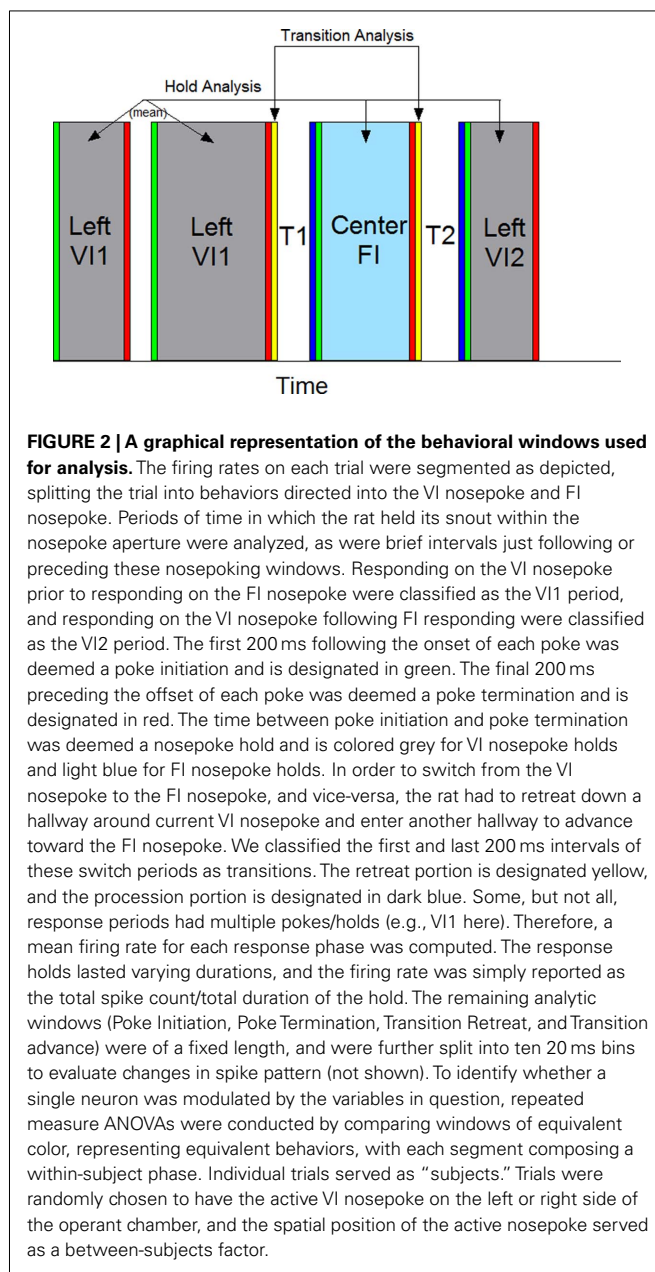 Transition Analysis
Hold Analysis
(mean)
Left
VI1
Left
VI1
T1
Center
FI
T2
Left
VI2
Time
FIGURE 2 | A graphical representation of the behavioral windows used
for analysis. The firing rates on each trial were segmented as depicted,
splitting the trial into behaviors directed into the VI nosepoke and FI
nosepoke. Periods of time in which the rat held its snout within the
nosepoke aperture were analyzed, as were brief intervals just following or
preceding these nosepoking windows. Responding on the VI nosepoke
prior to responding on the FI nosepoke were classified as the VI1 period,
and responding on the VI nosepoke following FI responding were classified
as the VI2 period. The first 200 ms following the onset of each poke was
deemed a poke initiation and is designated in green. The final 200 ms
preceding the offset of each poke was deemed a poke termination and is
designated in red. The time between poke initiation and poke termination
was deemed a nosepoke hold and is colored grey for VI nosepoke holds
and light blue for FI nosepoke holds. In order to switch from the VI
nosepoke to the FI nosepoke, and vice-versa, the rat had to retreat down a
hallway around current VI nosepoke and enter another hallway to advance
toward the FI nosepoke. We classified the first and last 200 ms intervals of
these switch periods as transitions. The retreat portion is designated yellow,
and the procession portion is designated in dark blue. Some, but not all,
response periods had multiple pokes/holds (e.g., VI1 here). Therefore, a
mean firing rate for each response phase was computed. The response
holds lasted varying durations, and the firing rate was simply reported as
the total spike count/total duration of the hold. The remaining analytic
windows (Poke Initiation, Poke Termination, Transition Retreat, and Transition
advance) were of a fixed length, and were further split into ten 20 ms bins
to evaluate changes in spike pattern (not shown). To identify whether a
single neuron was modulated by the variables in question, repeated
measure ANOVAs were conducted by comparing windows of equivalent
color, representing equivalent behaviors, with each segment composing a
within-subject phase. Individual trials served as “subjects.” Trials were
randomly chosen to have the active VI nosepoke on the left or right side of
the operant chamber, and the spatial position of the active nosepoke served
as a between-subjects factor.